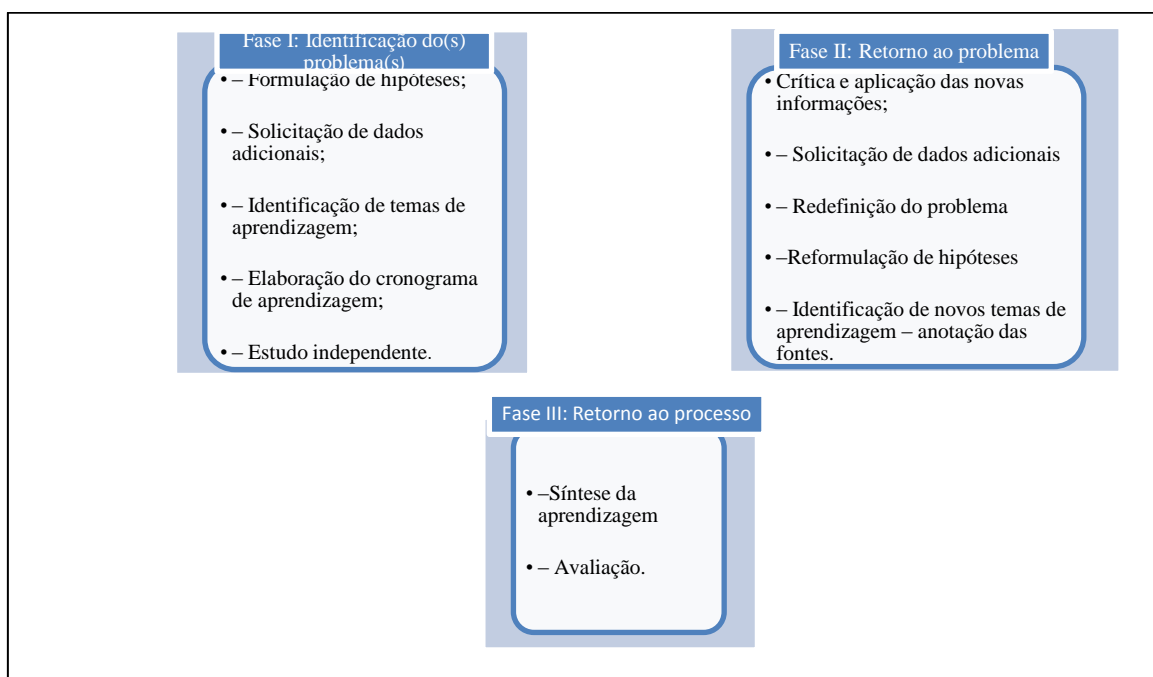 Fase I: Identificação do(s)
problema(s)
• – Formulação de hipóteses;
• – Solicitação de dados
adicionais;
• – Identificação de temas de
aprendizagem;
• – Elaboração do cronograma
de aprendizagem;
• – Estudo independente.
Fase II: Retorno ao problema
• Crítica e aplicação das novas
informações;
• – Solicitação de dados adicionais
• – Redefinição do problema
• –Reformulação de hipóteses
• – Identificação de novos temas de
aprendizagem – anotação das
fontes.
Fase III: Retorno ao processo
• –Síntese da
aprendizagem
• – Avaliação.